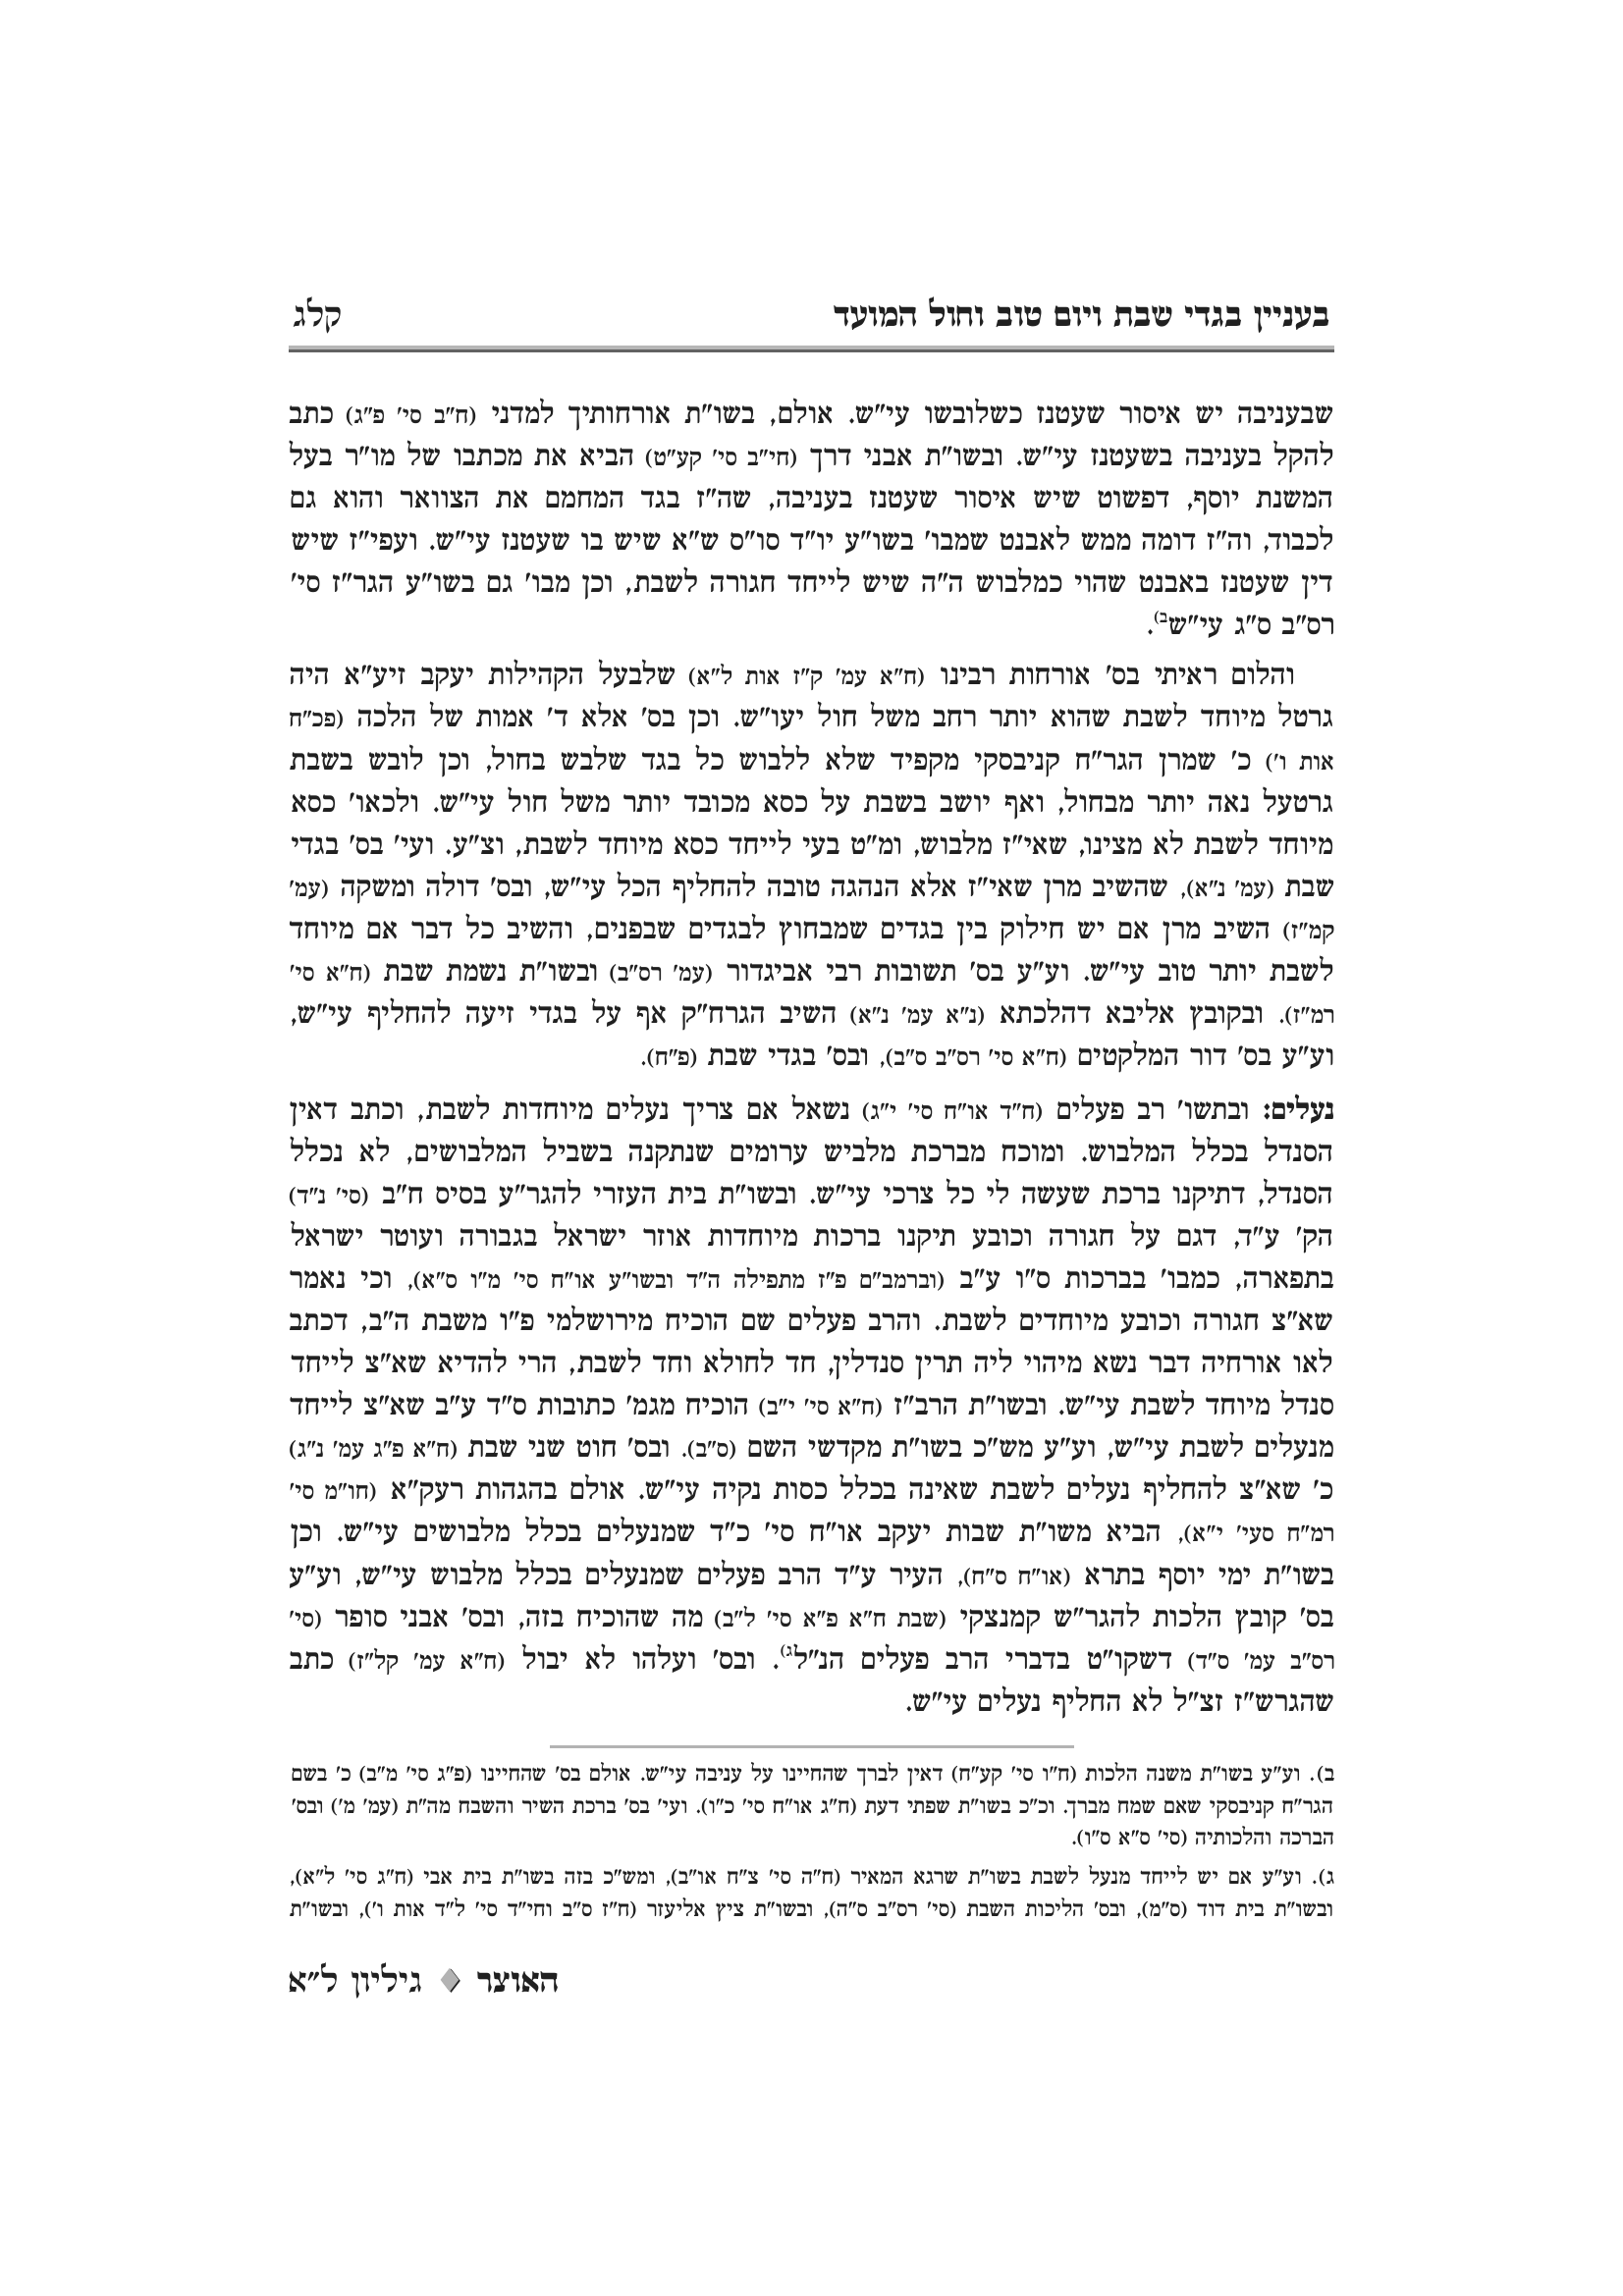 בעניין בגדי שבת ויום טוב וחול המועד קלג
שבעניבה יש איסור שעטנז כשלובשו עי"ש. אולם, בשו"ת אורחותיך למדני (ח"ב סי' פ"ג) כתב
להקל בעניבה בשעטנז עי"ש. ובשו"ת אבני דרך (חי"ב סי' קע"ט) הביא את מכתבו של מו"ר בעל
המשנת יוסף, דפשוט שיש איסור שעטנז בעניבה, שה"ז בגד המחמם את הצוואר והוא גם
לכבוד, וה"ז דומה ממש לאבנט שמבו' בשו"ע יו"ד סו"ס ש"א שיש בו שעטנז עי"ש. ועפי"ז שיש
דין שעטנז באבנט שהוי כמלבוש ה"ה שיש לייחד חגורה לשבת, וכן מבו' גם בשו"ע הגר"ז סי'
רס"ב ס"ג עי"שב).
והלום ראיתי בס' אורחות רבינו (ח"א עמ' ק"ז אות ל"א) שלבעל הקהילות יעקב זיע"א היה
גרטל מיוחד לשבת שהוא יותר רחב משל חול יעו"ש. וכן בס' אלא ד' אמות של הלכה (פכ"ח
אות ו') כ' שמרן הגר"ח קניבסקי מקפיד שלא ללבוש כל בגד שלבש בחול, וכן לובש בשבת
גרטעל נאה יותר מבחול, ואף יושב בשבת על כסא מכובד יותר משל חול עי"ש. ולכאו' כסא
מיוחד לשבת לא מצינו, שאי"ז מלבוש, ומ"ט בעי לייחד כסא מיוחד לשבת, וצ"ע. ועי' בס' בגדי
שבת (עמ' נ"א), שהשיב מרן שאי"ז אלא הנהגה טובה להחליף הכל עי"ש, ובס' דולה ומשקה (עמ'
קמ"ז) השיב מרן אם יש חילוק בין בגדים שמבחוץ לבגדים שבפנים, והשיב כל דבר אם מיוחד
לשבת יותר טוב עי"ש. וע"ע בס' תשובות רבי אביגדור (עמ' רס"ב) ובשו"ת נשמת שבת (ח"א סי'
רמ"ז). ובקובץ אליבא דהלכתא (נ"א עמ' נ"א) השיב הגרח"ק אף על בגדי זיעה להחליף עי"ש,
וע"ע בס' דור המלקטים (ח"א סי' רס"ב ס"ב), ובס' בגדי שבת (פ"ח).
נעלים: ובתשו' רב פעלים (ח"ד או"ח סי' י"ג) נשאל אם צריך נעלים מיוחדות לשבת, וכתב דאין
הסנדל בכלל המלבוש. ומוכח מברכת מלביש ערומים שנתקנה בשביל המלבושים, לא נכלל
הסנדל, דתיקנו ברכת שעשה לי כל צרכי עי"ש. ובשו"ת בית העזרי להגר"ע בסיס ח"ב (סי' נ"ד)
הק' ע"ד, דגם על חגורה וכובע תיקנו ברכות מיוחדות אוזר ישראל בגבורה ועוטר ישראל
בתפארה, כמבו' בברכות ס"ו ע"ב (וברמב"ם פ"ז מתפילה ה"ד ובשו"ע או"ח סי' מ"ו ס"א), וכי נאמר
שא"צ חגורה וכובע מיוחדים לשבת. והרב פעלים שם הוכיח מירושלמי פ"ו משבת ה"ב, דכתב
לאו אורחיה דבר נשא מיהוי ליה תרין סנדלין, חד לחולא וחד לשבת, הרי להדיא שא"צ לייחד
סנדל מיוחד לשבת עי"ש. ובשו"ת הרב"ז (ח"א סי' י"ב) הוכיח מגמ' כתובות ס"ד ע"ב שא"צ לייחד
מנעלים לשבת עי"ש, וע"ע מש"כ בשו"ת מקדשי השם (ס"ב). ובס' חוט שני שבת (ח"א פ"ג עמ' נ"ג)
כ' שא"צ להחליף נעלים לשבת שאינה בכלל כסות נקיה עי"ש. אולם בהגהות רעק"א (חו"מ סי'
רמ"ח סעי' י"א), הביא משו"ת שבות יעקב או"ח סי' כ"ד שמנעלים בכלל מלבושים עי"ש. וכן
בשו"ת ימי יוסף בתרא (או"ח ס"ח), העיר ע"ד הרב פעלים שמנעלים בכלל מלבוש עי"ש, וע"ע
בס' קובץ הלכות להגר"ש קמנצקי (שבת ח"א פ"א סי' ל"ב) מה שהוכיח בזה, ובס' אבני סופר (סי'
רס"ב עמ' ס"ד) דשקו"ט בדברי הרב פעלים הנ"לג). ובס' ועלהו לא יבול (ח"א עמ' קל"ז) כתב
שהגרש"ז זצ"ל לא החליף נעלים עי"ש.
ב). וע"ע בשו"ת משנה הלכות (ח"ו סי' קע"ח) דאין לברך שהחיינו על עניבה עי"ש. אולם בס' שהחיינו (פ"ג סי' מ"ב) כ' בשם
הגר"ח קניבסקי שאם שמח מברך. וכ"כ בשו"ת שפתי דעת (ח"ג או"ח סי' כ"ו). ועי' בס' ברכת השיר והשבח מה"ת (עמ' מ') ובס'
הברכה והלכותיה (סי' ס"א ס"ו).
ג). וע"ע אם יש לייחד מנעל לשבת בשו"ת שרגא המאיר (ח"ה סי' צ"ח או"ב), ומש"כ בזה בשו"ת בית אבי (ח"ג סי' ל"א),
ובשו"ת בית דוד (ס"מ), ובס' הליכות השבת (סי' רס"ב ס"ה), ובשו"ת ציץ אליעזר (ח"ז ס"ב וחי"ד סי' ל"ד אות ו'), ובשו"ת
האוצר ♦ גיליון ל"א